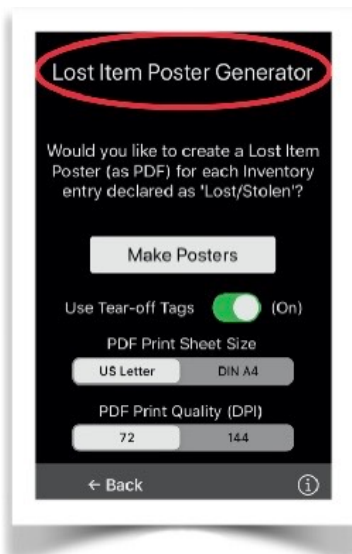 Lost Item Poster Generator
Would you like to create a Lost Item
Poster (as PDF) for each Inventory
entry declared as 'Lost/Stolen'?
Make Posters
Use Tear-off Tags (On)
PDF Print Sheet Size
US Letter DIN A4
PDF Print Quality (DPI)
72 144
← Back